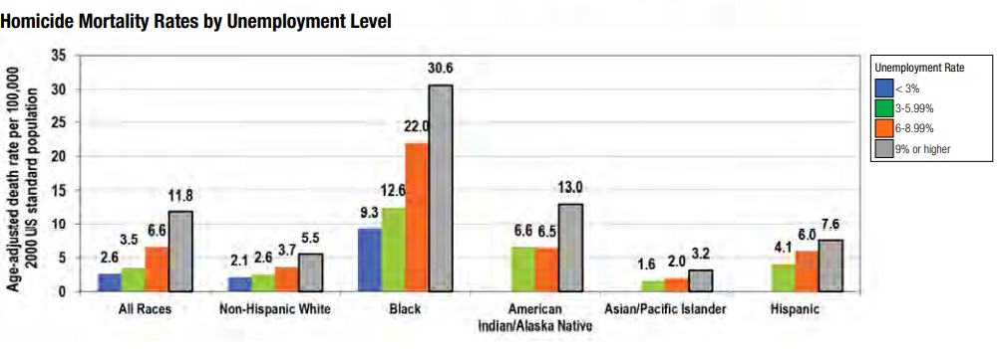 Homicide Mortality Rates by Unemployment Level
Age-adjusted death rate per 100,000
2000 US standard population
35
30
25
20
15
10
5
0
2.6
3.5
6.6
11.8
2.1
2.6
3.7
5.5
9.3
12.6
22.0
30.6
6.6
6.5
13.0
1.6
2.0
3.2
4.1
6.0
7.6
All Races
Non-Hispanic White
Black
American
Indian/Alaska Native
Asian/Pacific Islander
Hispanic
Unemployment Rate
< 3%
3-5.99%
6-8.99%
9% or higher